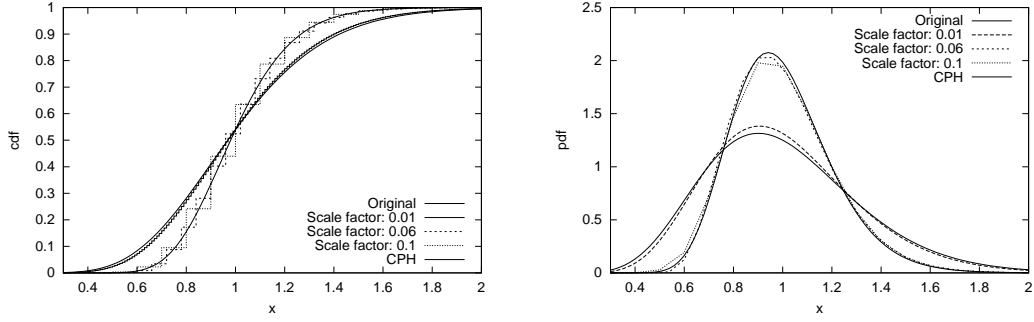 1
0.9
0.8
0.7
0.6
0.5
0.4
0.3
0.2
0.1
0
cdf
0.4 0.6 0.8 1 1.2 1.4 1.6 1.8 2
x
Original
Scale factor: 0.01
Scale factor: 0.06
Scale factor: 0.1
CPH
2.5
2
1.5
1
0.5
0
pdf
0.4 0.6 0.8 1 1.2 1.4 1.6 1.8 2
x
Original
Scale factor: 0.01
Scale factor: 0.06
Scale factor: 0.1
CPH